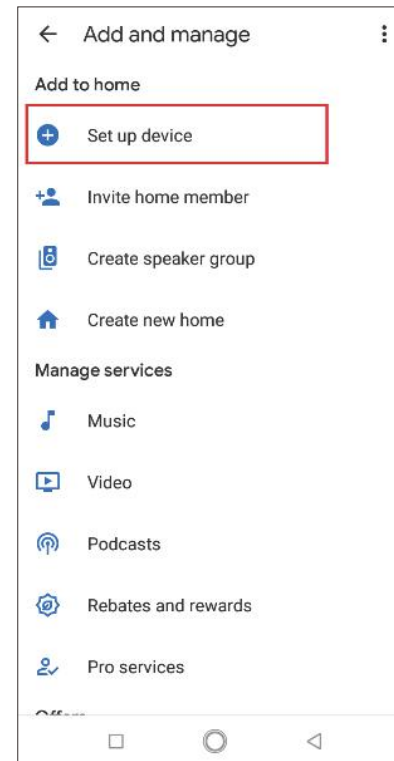 Add and manage
Add to home
Set up device
Invite home member
Create speaker group
Create new home
Manage services
Music
Video
Podcasts
Rebates and rewards
Pro services